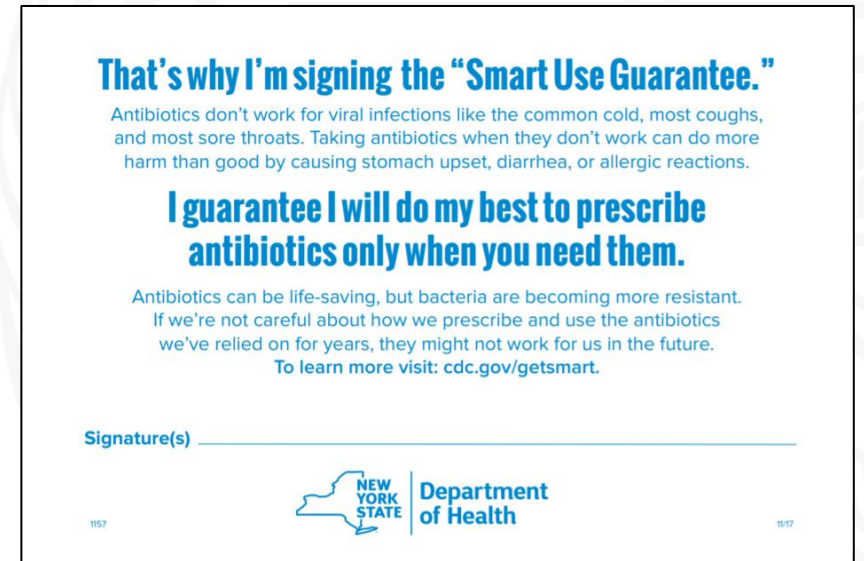 That’s why I’m signing the “Smart Use Guarantee.”
Antibiotics don’t work for viral infections like the common cold, most coughs,
and most sore throats. Taking antibiotics when they don’t work can do more
harm than good by causing stomach upset, diarrhea, or allergic reactions.
I guarantee I will do my best to prescribe
antibiotics only when you need them.
Antibiotics can be life-saving, but bacteria are becoming more resistant.
If we’re not careful about how we prescribe and use the antibiotics
we’ve relied on for years, they might not work for us in the future.
To learn more visit: cdc.gov/getsmart.
Signature(s)
NEW
YORK
STATE
Department
of Health
1157
11/17